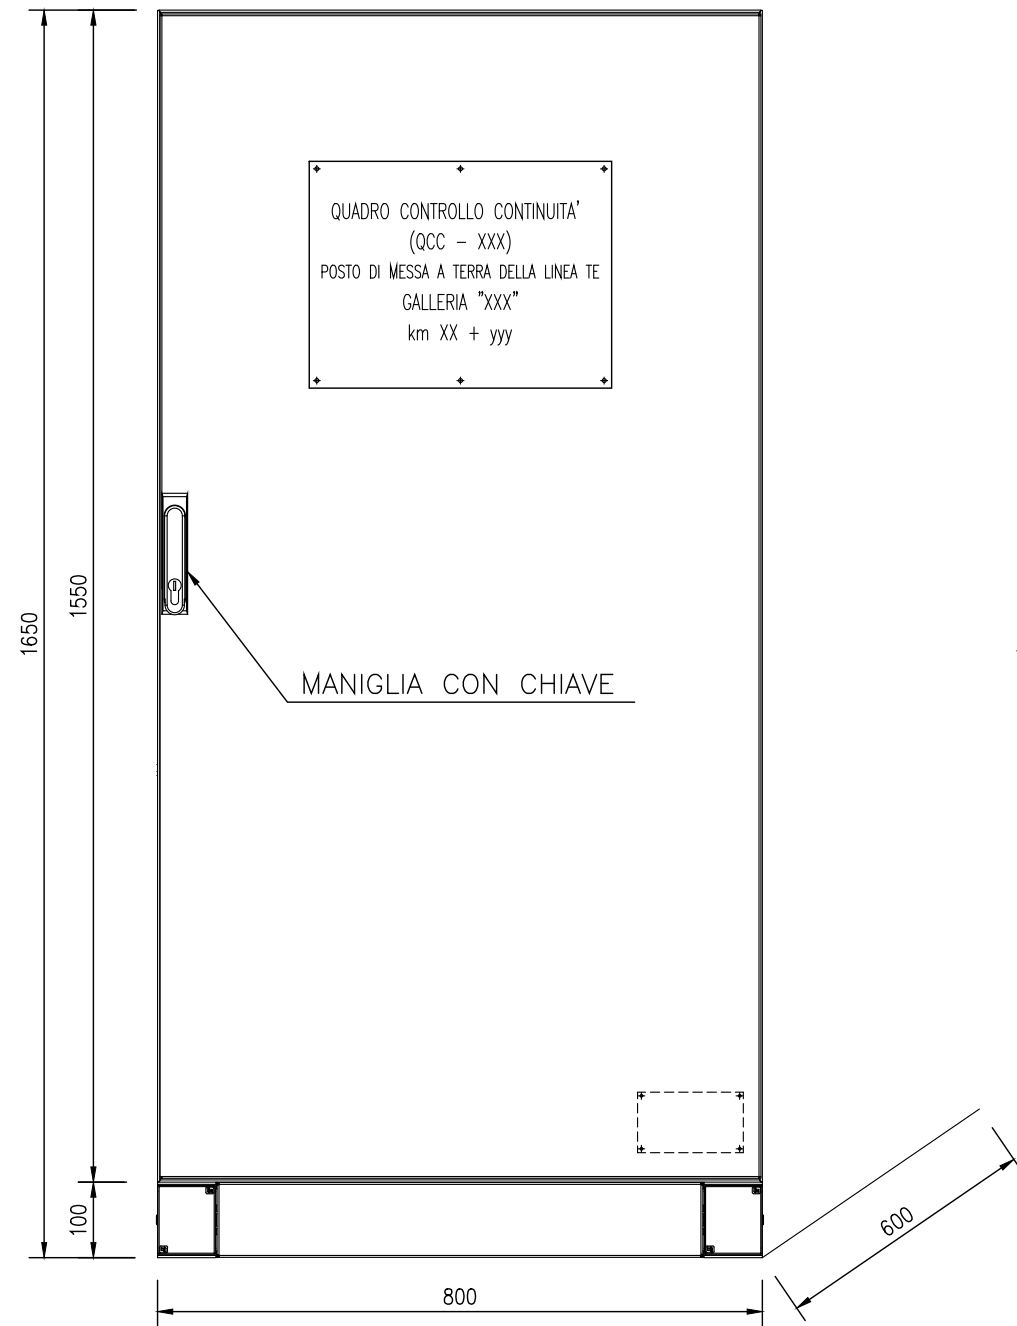 QUADRO CONTROLLO CONTINUITA'
(QCC - XXX)
POSTO DI MESSA A TERRA DELLA LINEA TE
GALLERIA "XXX"
km XX + yyy
1550
1650
MANIGLIA CON CHIAVE
100
600
800